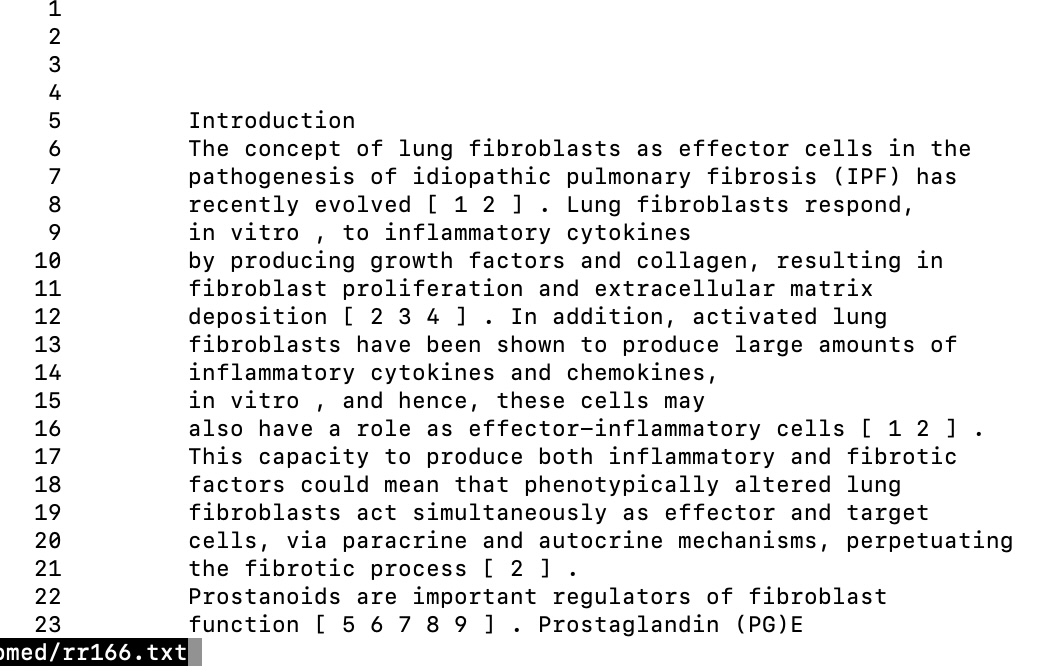 1
2
3
4
5 Introduction
6 The concept of lung fibroblasts as effector cells in the
7 pathogenesis of idiopathic pulmonary fibrosis (IPF) has
8 recently evolved [ 1 2 ] . Lung fibroblasts respond,
9 in vitro , to inflammatory cytokines
10 by producing growth factors and collagen, resulting in
11 fibroblast proliferation and extracellular matrix
12 deposition [ 2 3 4 ] . In addition, activated lung
13 fibroblasts have been shown to produce large amounts of
14 inflammatory cytokines and chemokines,
15 in vitro , and hence, these cells may
16 also have a role as effector-inflammatory cells [ 1 2 ] .
17 This capacity to produce both inflammatory and fibrotic
18 factors could mean that phenotypically altered lung
19 fibroblasts act simultaneously as effector and target
20 cells, via paracrine and autocrine mechanisms, perpetuating
21 the fibrotic process [ 2 ] .
22 Prostanoids are important regulators of fibroblast
23 function [ 5 6 7 8 9 ] . Prostaglandin (PG)E
omed/rr166.txt